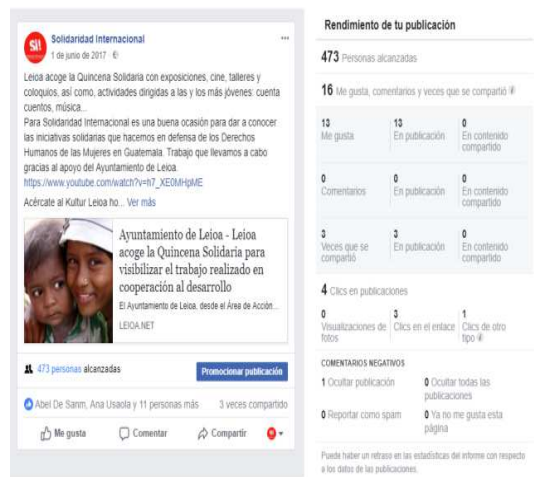 Si!
Solidaridad Internacional
1 de junio de 2017
Leioa acoge la Quincena Solidaria con exposiciones, cine, talleres y
coloquios, así como, actividades dirigidas a las y los más jóvenes: cuenta
cuentos, música...
Para Solidaridad Internacional es una buena ocasión para dar a conocer
las iniciativas solidarias que hacemos en defensa de los Derechos
Humanos de las Mujeres en Guatemala. Trabajo que llevamos a cabo
gracias al apoyo del Ayuntamiento de Leioa.
https://www.youtube.com/watch?v=h7_XE0MHpME
Acércate al Kultur Leioa ho... Ver más
Ayuntamiento de Leioa - Leioa
acoge la Quincena Solidaria para
visibilizar el trabajo realizado en
cooperación al desarrollo
El Ayuntamiento de Leioa, desde el Área de Acción...
LEIOA.NET
473 personas alcanzadas
Promocionar publicación
Abel De Sanm, Ana Usaola y 11 personas más
3 veces compartido
Me gusta
Comentar
Compartir
Rendimiento de tu publicación
473 Personas alcanzadas
16 Me gusta, comentarios y veces que se compartió
13
Me gusta
13
En publicación
0
En contenido
compartido
0
Comentarios
0
En publicación
0
En contenido
compartido
3
Veces que se
compartió
3
En publicación
0
En contenido
compartido
4 Clics en publicaciones
0
Visualizaciones de
fotos
3
Clics en el enlace
1
Clics de otro
tipo
COMENTARIOS NEGATIVOS
1 Ocultar publicación
0 Ocultar todas las
publicaciones
0 Reportar como spam
0 Ya no me gusta esta
página
Puede haber un retraso en las estadísticas del informe con respecto
a los datos de las publicaciones.